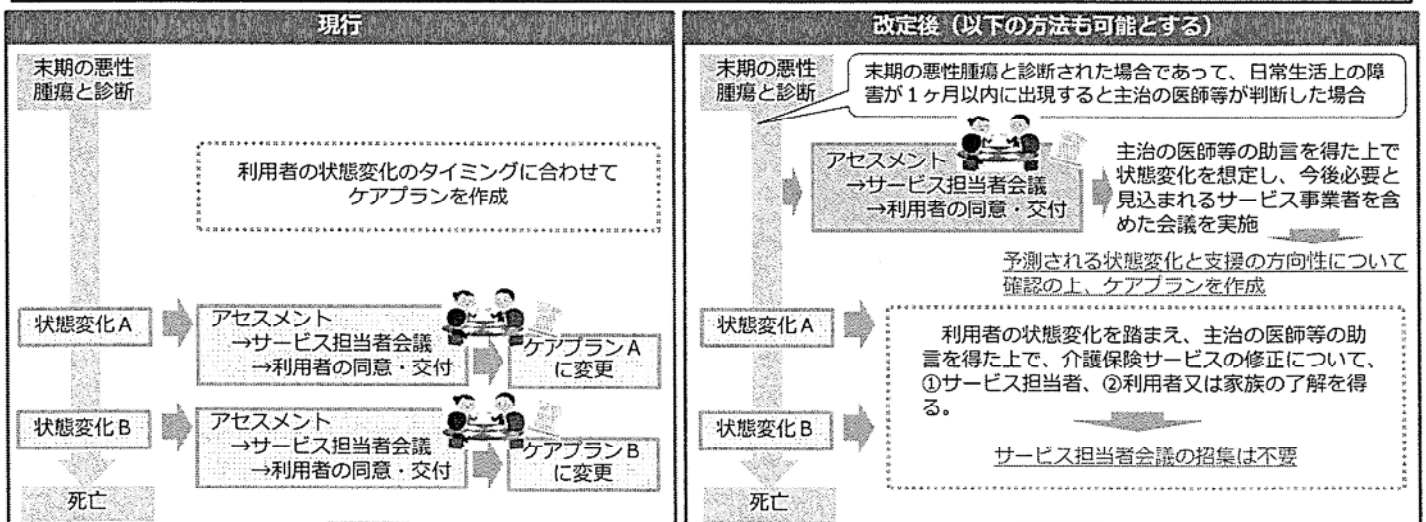 現行
末期の悪性
腫瘍と診断
利用者の状態変化のタイミングに合わせて
ケアプランを作成
状態変化A
アセスメント
→サービス担当者会議
→利用者の同意・交付
ケアプランA
に変更
状態変化B
アセスメント
→サービス担当者会議
→利用者の同意・交付
ケアプランB
に変更
死亡
改定後（以下の方法も可能とする）
末期の悪性
腫瘍と診断
末期の悪性腫瘍と診断された場合であって、日常生活上の障
害が１ヶ月以内に出現すると主治の医師等が判断した場合
アセスメント
→サービス担当者会議
→利用者の同意・交付
主治の医師等の助言を得た上で
状態変化を想定し、今後必要と
見込まれるサービス事業者を含
めた会議を実施
予測される状態変化と支援の方向性について
確認の上、ケアプランを作成
状態変化A
利用者の状態変化を踏まえ、主治の医師等の助
言を得た上で、介護保険サービスの修正について、
①サービス担当者、②利用者又は家族の了解を得
る。
状態変化B
サービス担当者会議の招集は不要
死亡